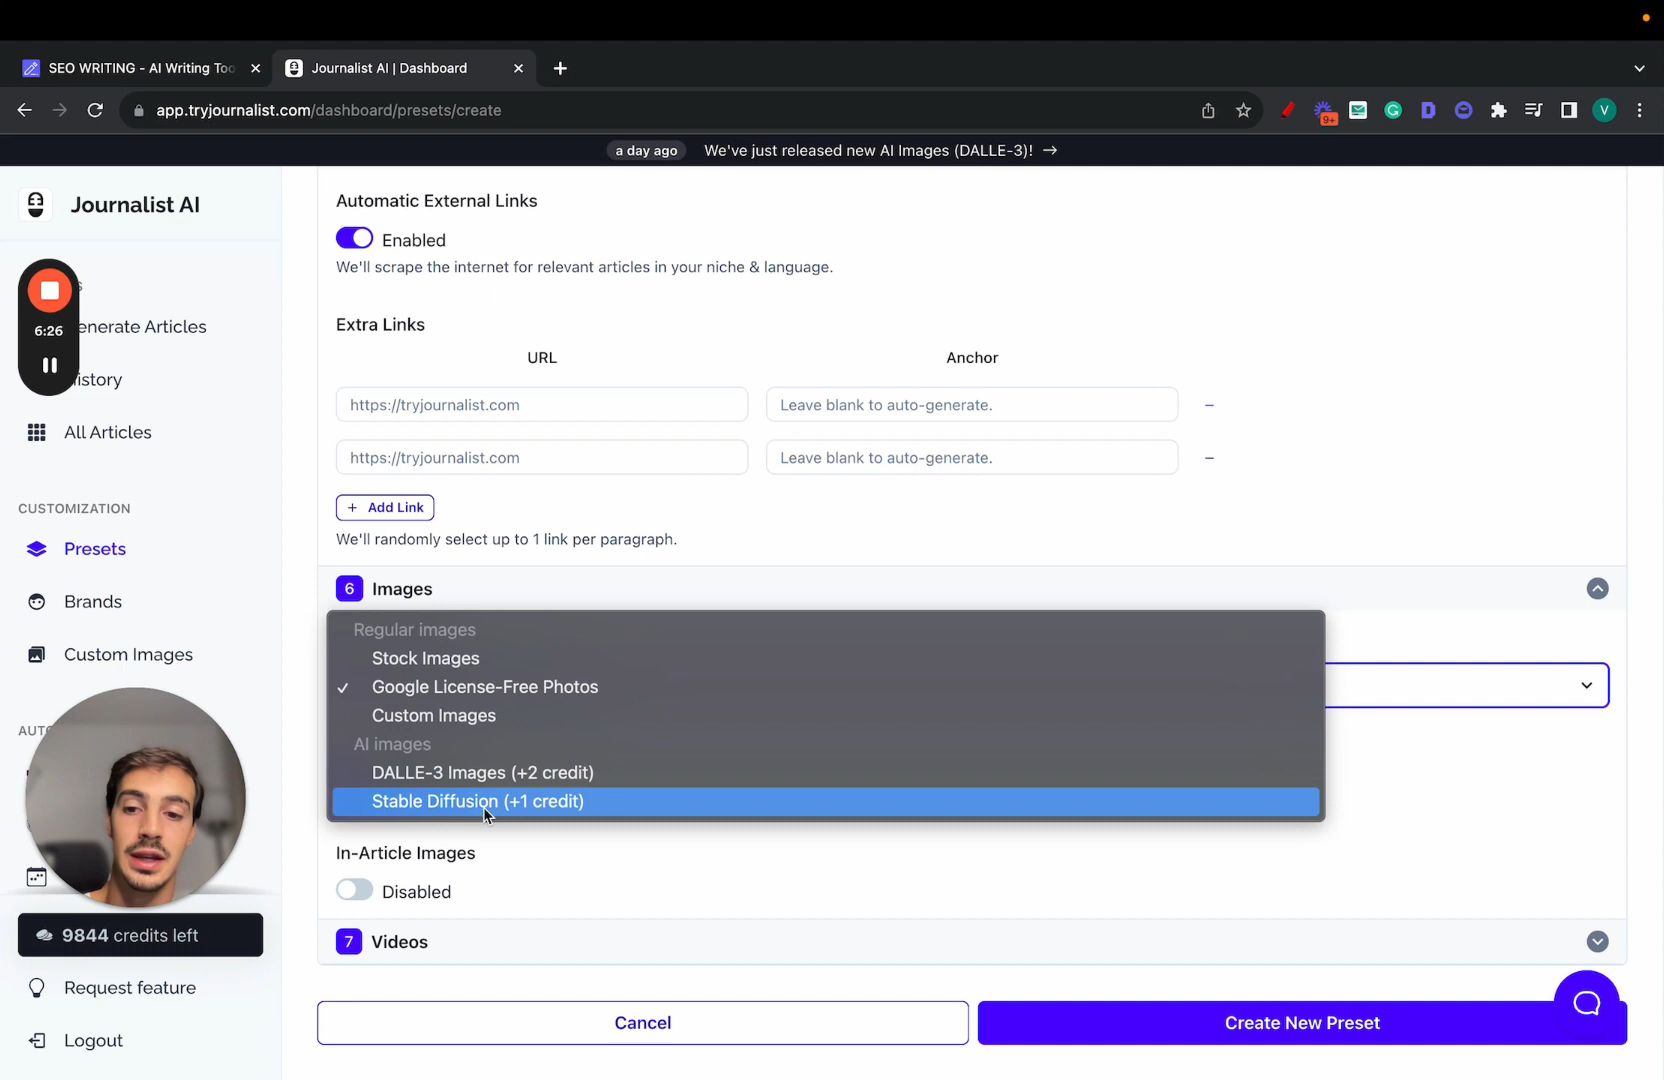 SEO WRITING - AI Writing Too
Journalist AI | Dashboard
app.tryjournalist.com/dashboard/presets/create
9+
V
a day ago We've just released new AI Images (DALLE-3)! →
Journalist AI
6:26
enerate Articles
istory
All Articles
CUSTOMIZATION
Presets
Brands
Custom Images
AUTO
9844 credits left
Request feature
Logout
Automatic External Links
Enabled
We'll scrape the internet for relevant articles in your niche & language.
Extra Links
URL Anchor
https://tryjournalist.com Leave blank to auto-generate. –
https://tryjournalist.com Leave blank to auto-generate. –
+ Add Link
We'll randomly select up to 1 link per paragraph.
6 Images
Regular images
Stock Images
✓ Google License-Free Photos
Custom Images
AI images
DALLE-3 Images (+2 credit)
Stable Diffusion (+1 credit)
In-Article Images
Disabled
7 Videos
Cancel
Create New Preset